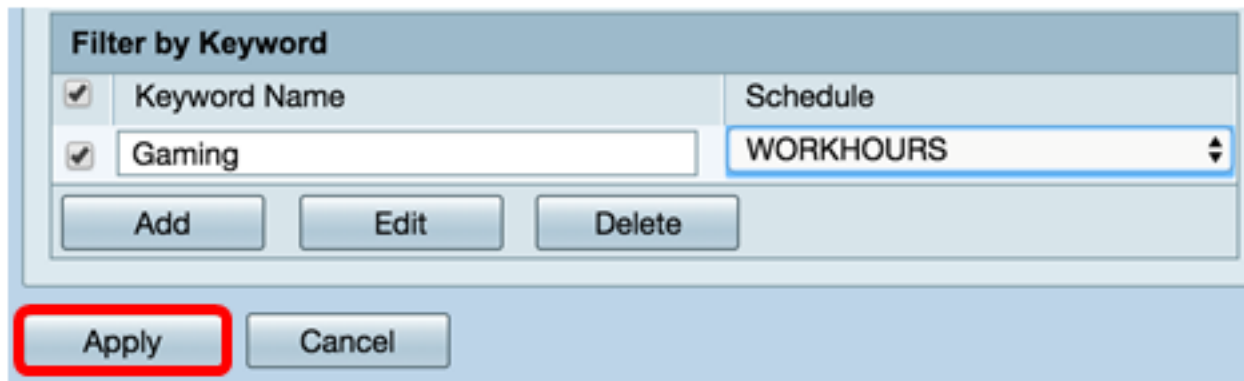 Filter by Keyword
Keyword Name Schedule
Gaming WORKHOURS
Add Edit Delete
Apply Cancel